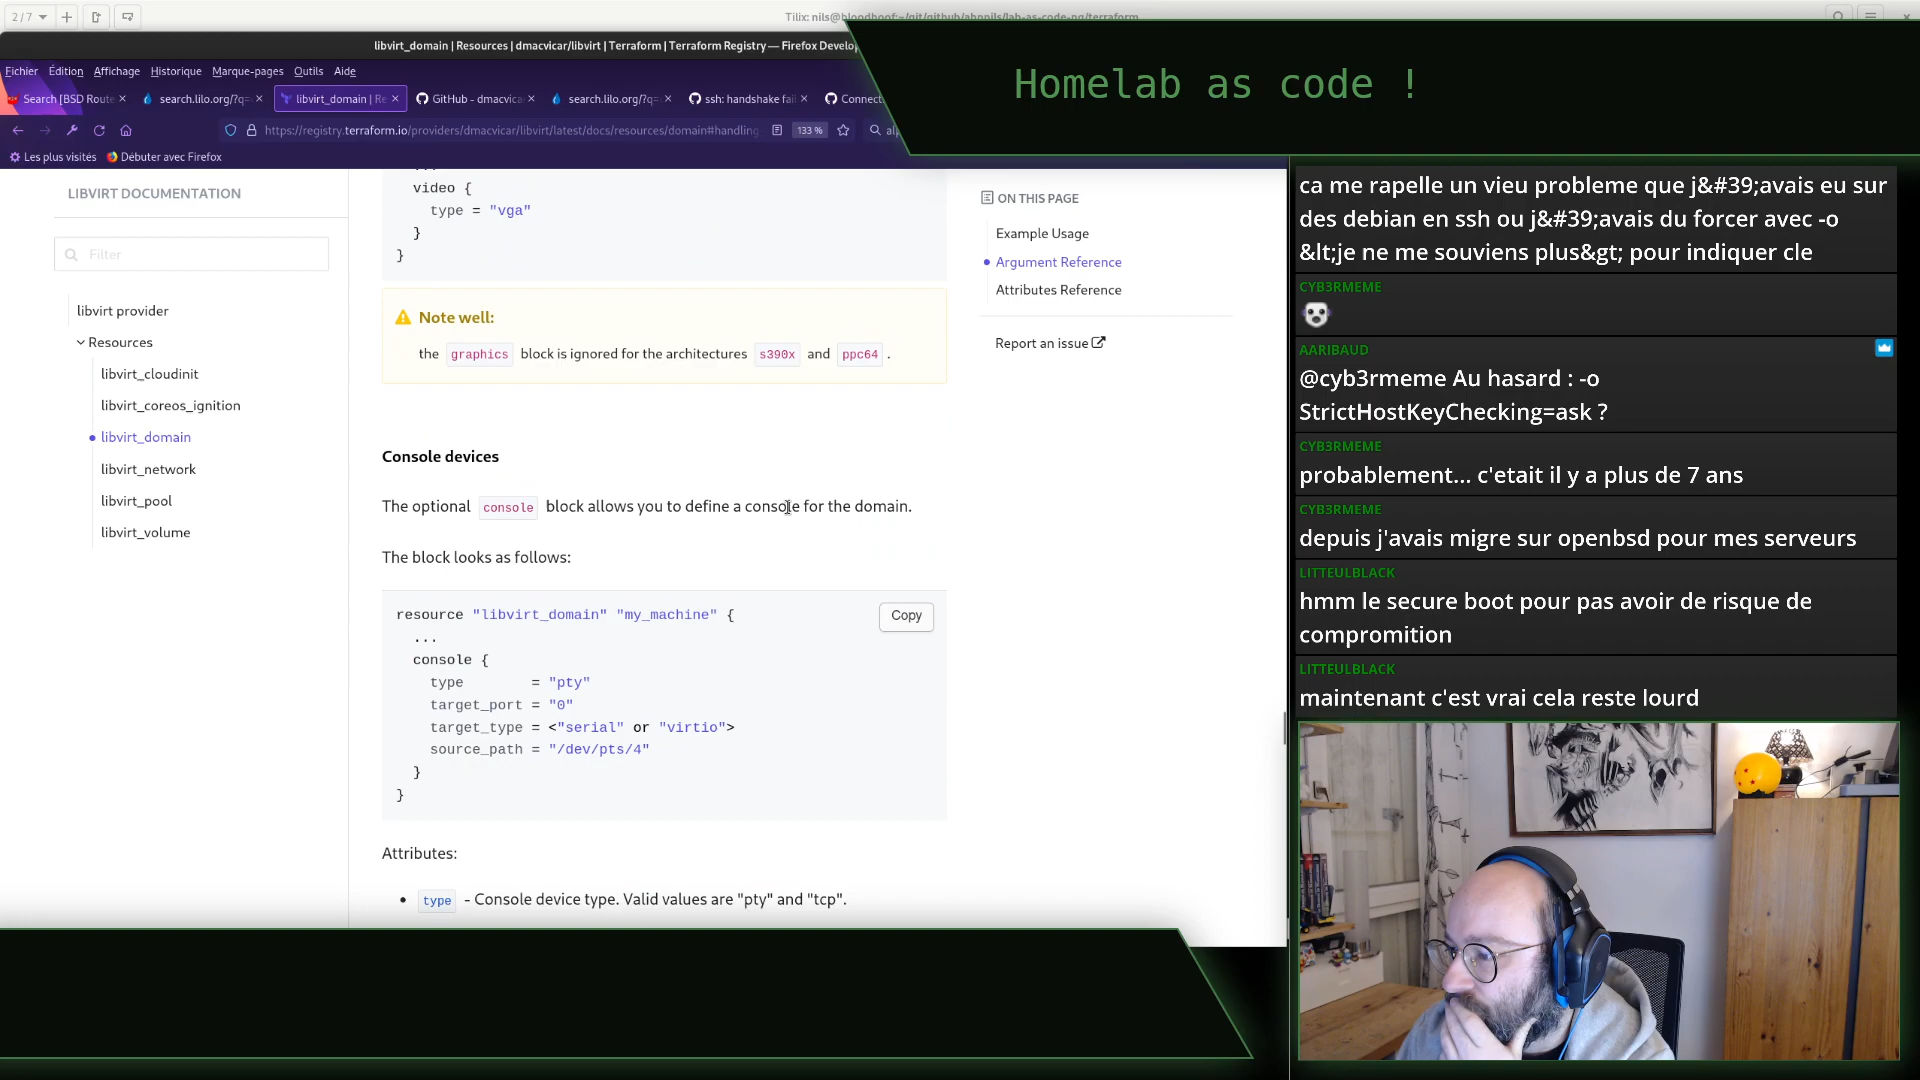 2 / 7
Tilix: nils@bloodhoof:~/git/github/ahpnils/lab-as-code-ng/terraform
libvirt_domain | Resources | dmacvicar/libvirt | Terraform | Terraform Registry — Firefox Develop
Fichier Édition Affichage Historique Marque-pages Outils Aide
Search [BSD Route
search.lilo.org/?q=
libvirt_domain | Re
GitHub - dmacvica
search.lilo.org/?q=
ssh: handshake fail
Connect
https://registry.terraform.io/providers/dmacvicar/libvirt/latest/docs/resources/domain#handling
133 %
Les plus visités
Débuter avec Firefox
Homelab as code !
LIBVIRT DOCUMENTATION
Filter
libvirt provider
Resources
libvirt_cloudinit
libvirt_coreos_ignition
libvirt_domain
libvirt_network
libvirt_pool
libvirt_volume
...
video {
type = "vga"
}
}
Note well:
the graphics block is ignored for the architectures s390x and ppc64 .
Console devices
The optional console block allows you to define a console for the domain.
The block looks as follows:
resource "libvirt_domain" "my_machine" {
Copy
...
console {
type = "pty"
target_port = "0"
target_type = <"serial" or "virtio">
source_path = "/dev/pts/4"
}
}
Attributes:
type - Console device type. Valid values are "pty" and "tcp".
ON THIS PAGE
Example Usage
Argument Reference
Attributes Reference
Report an issue
ca me rapelle un vieu probleme que j&#39;avais eu sur
des debian en ssh ou j&#39;avais du forcer avec -o
&lt;je ne me souviens plus&gt; pour indiquer cle
CYB3RMEME
AARIBAUD
@cyb3rmeme Au hasard : -o
StrictHostKeyChecking=ask ?
CYB3RMEME
probablement... c'etait il y a plus de 7 ans
CYB3RMEME
depuis j'avais migre sur openbsd pour mes serveurs
LITTEULBLACK
hmm le secure boot pour pas avoir de risque de
compromition
LITTEULBLACK
maintenant c'est vrai cela reste lourd